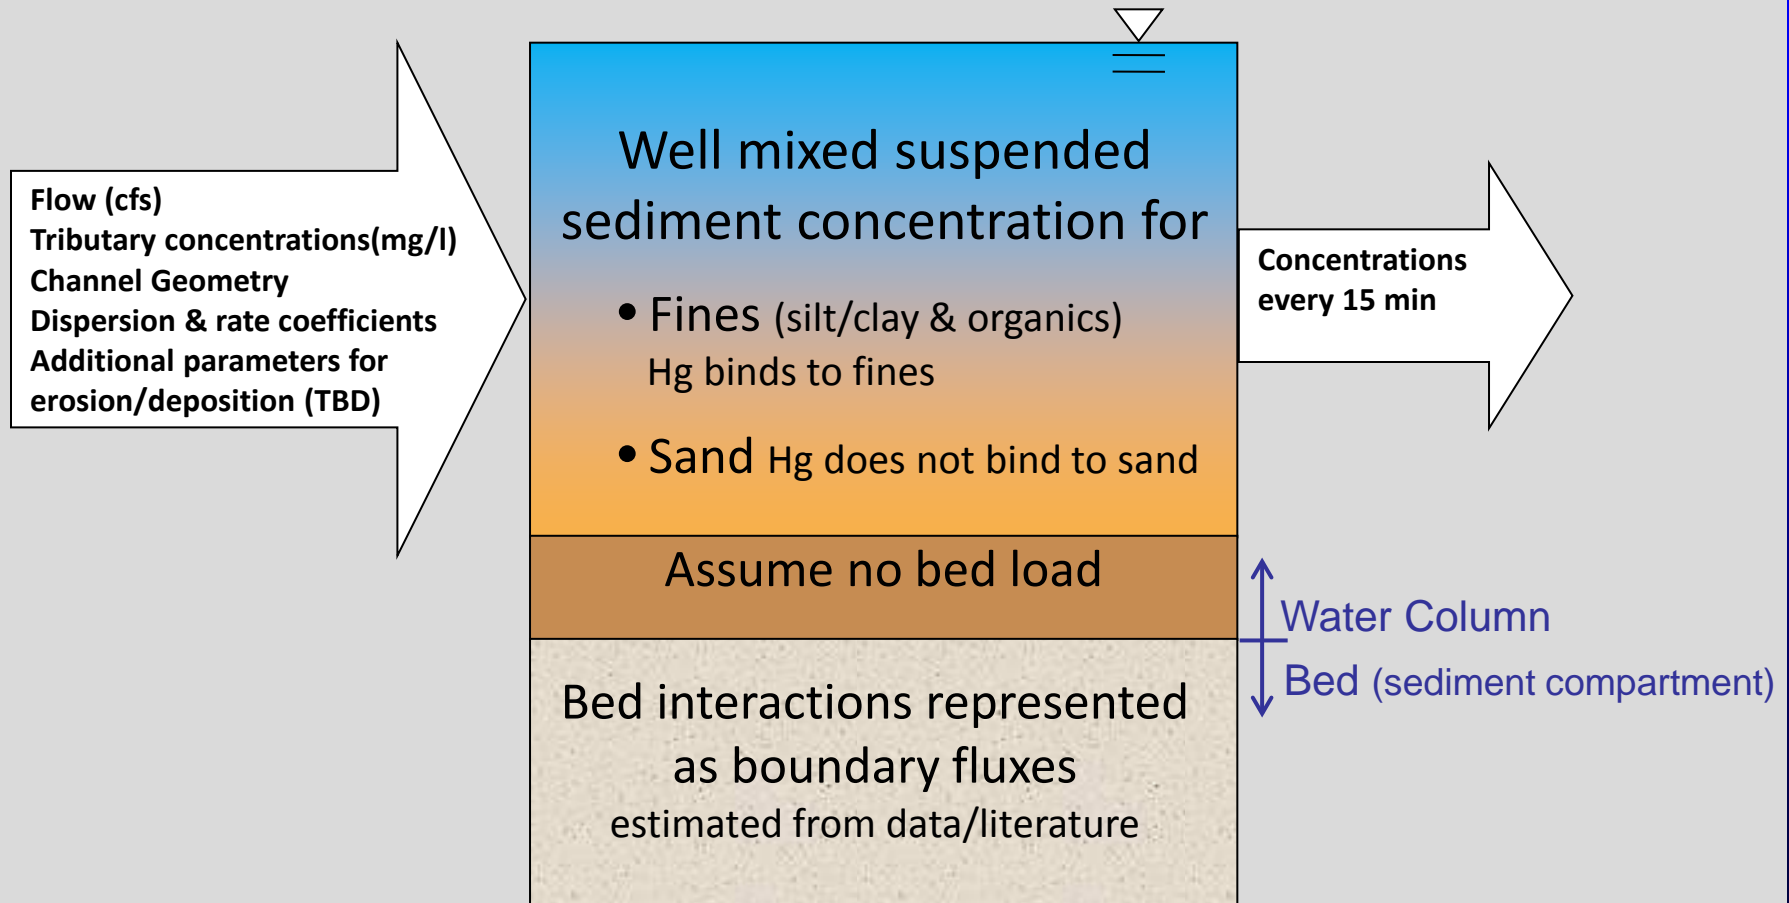 Flow (cfs)
Tributary concentrations(mg/l)
Channel Geometry
Dispersion & rate coefficients
Additional parameters for
erosion/deposition (TBD)
Well mixed suspended
sediment concentration for
• Fines (silt/clay & organics)
Hg binds to fines
• Sand Hg does not bind to sand
Concentrations
every 15 min
Assume no bed load
Water Column
Bed (sediment compartment)
Bed interactions represented
as boundary fluxes
estimated from data/literature